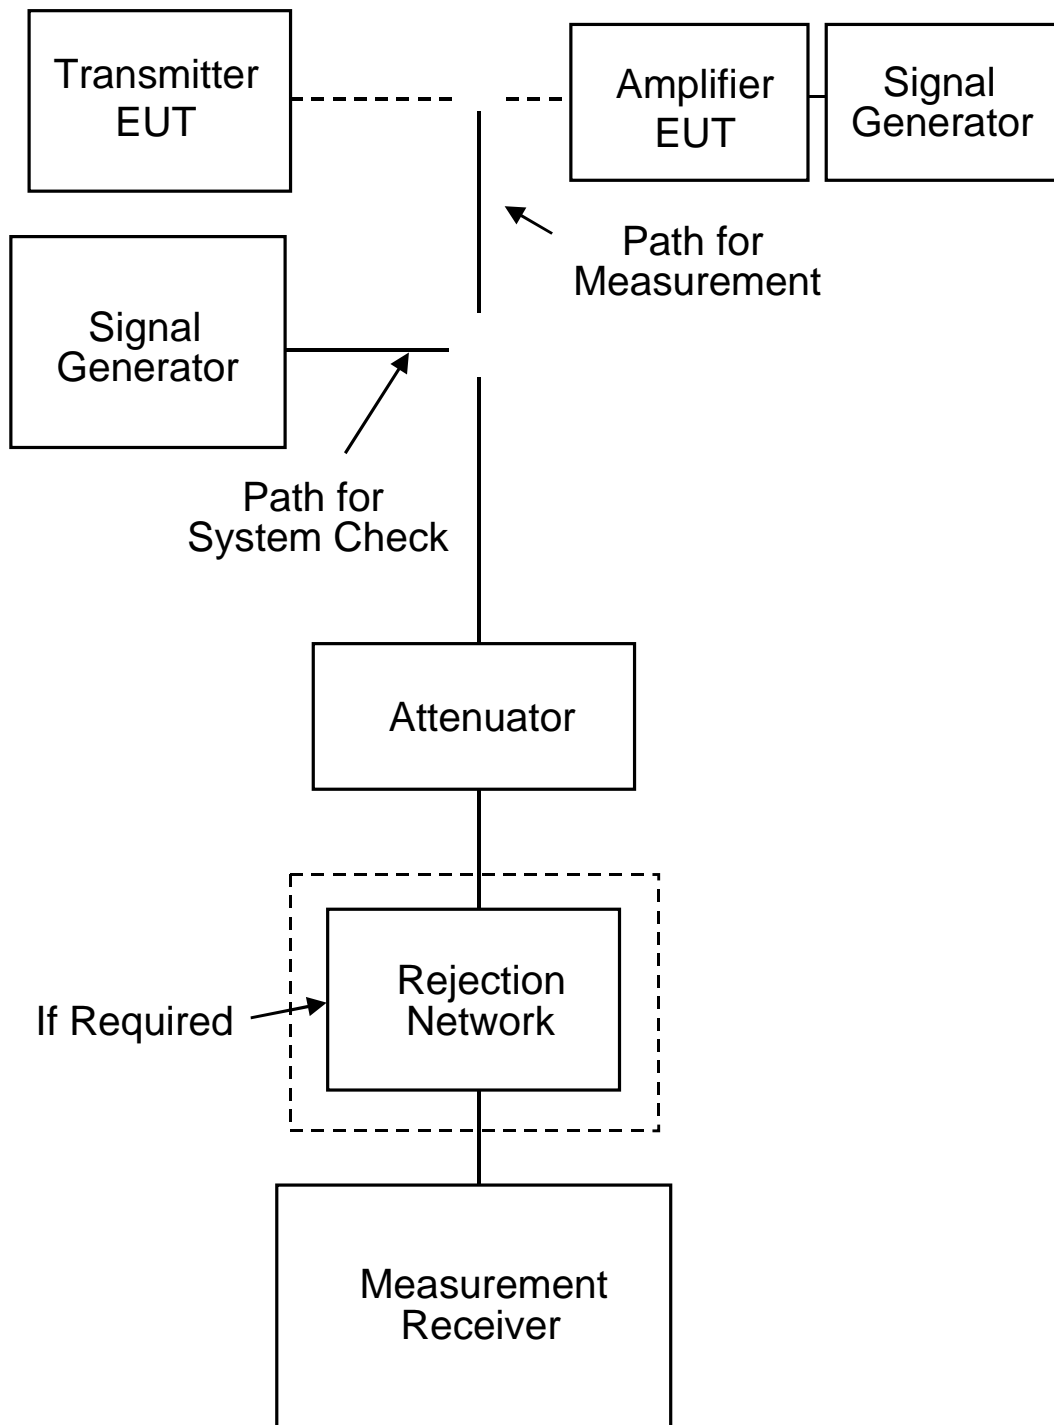 Transmitter
EUT
Amplifier
EUT
Signal
Generator
Path for
Measurement
Signal
Generator
Path for
System Check
Attenuator
Rejection
Network
If Required
Measurement
Receiver